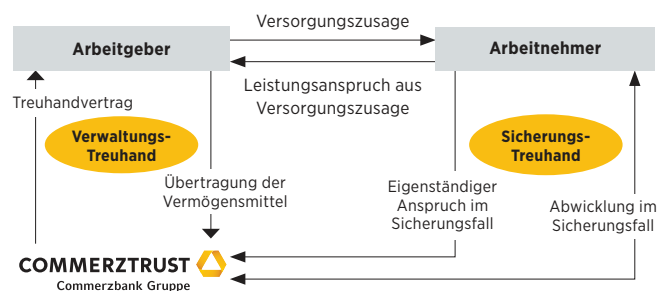 Versorgungszusage
Arbeitgeber
Arbeitnehmer
Leistungsanspruch aus
Versorgungszusage
Treuhandvertrag
Verwaltungs-
Treuhand
Sicherungs-
Treuhand
Übertragung der
Vermögensmittel
Eigenständiger
Anspruch im
Sicherungsfall
Abwicklung im
Sicherungsfall
COMMERZTRUST
Commerzbank Gruppe